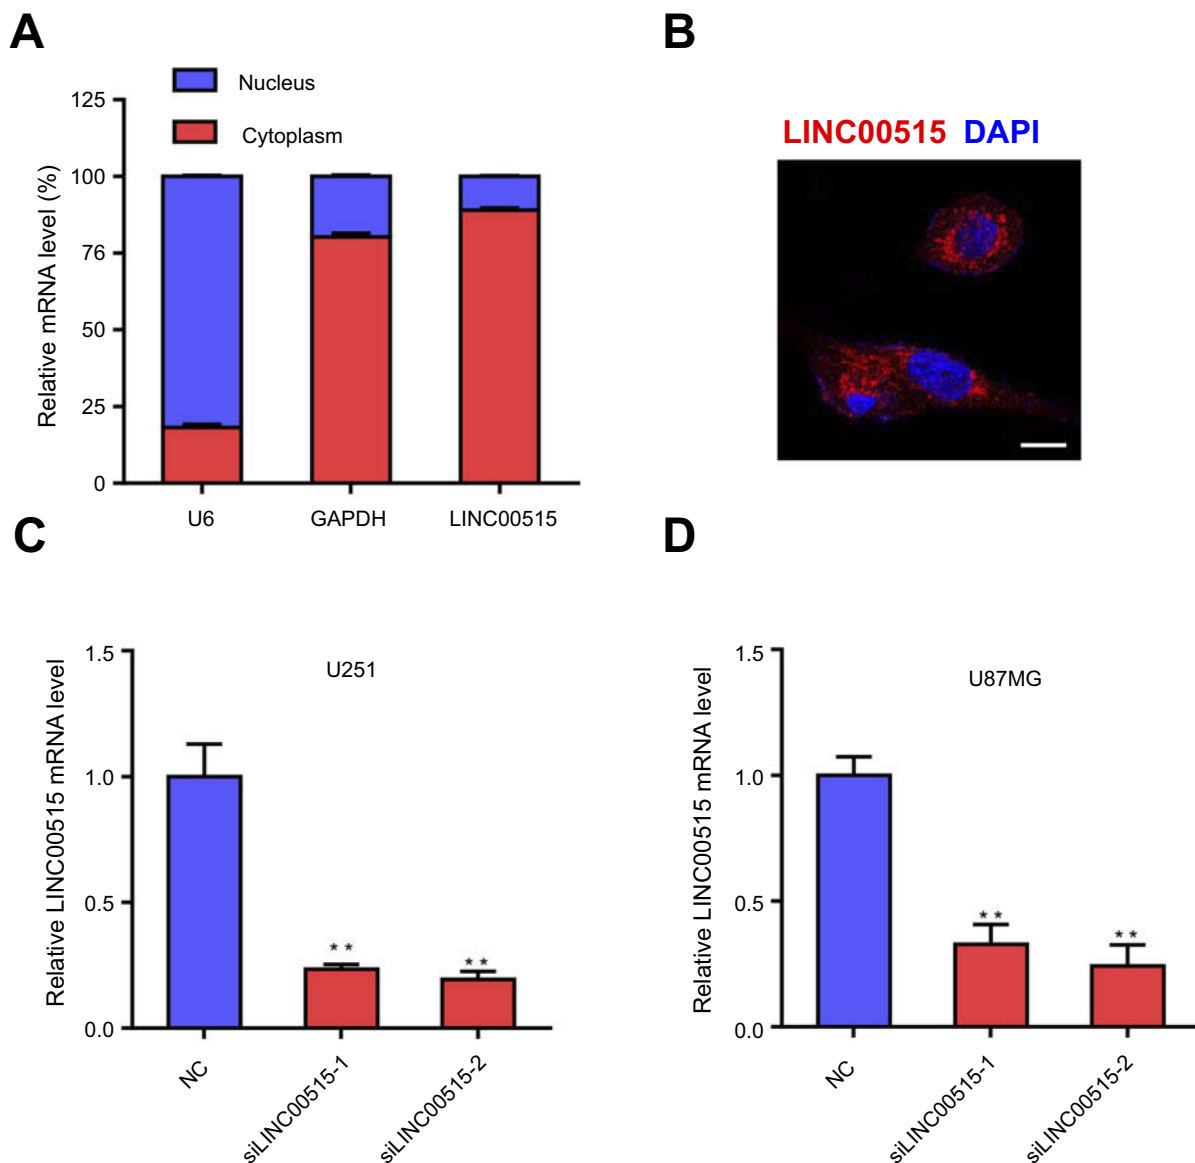 A
Nucleus
Cytoplasm
Relative mRNA level (%)
125
100
76
50
25
0
U6 GAPDH LINC00515
B
LINC00515 DAPI
C
U251
Relative LINC00515 mRNA level
1.5
1.0
0.5
0.0
**
**
NC
siLINC00515-1
siLINC00515-2
D
U87MG
Relative LINC00515 mRNA level
1.5
1.0
0.5
0.0
**
**
NC
siLINC00515-1
siLINC00515-2